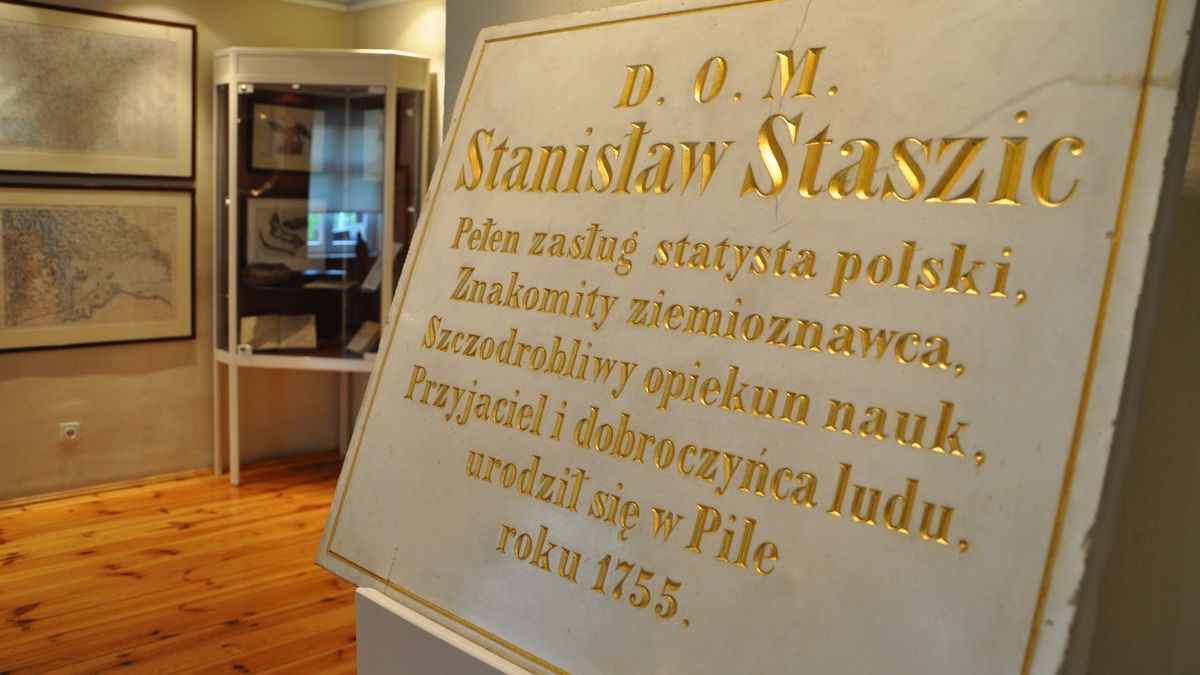 D. O. M.
Stanisław Staszic
Pełen zasług statysta polski,
Znakomity ziemioznawca,
Szczodrobliwy opiekun nauk,
Przyjaciel i dobroczyńca ludu,
urodził się w Pile
roku 1755.